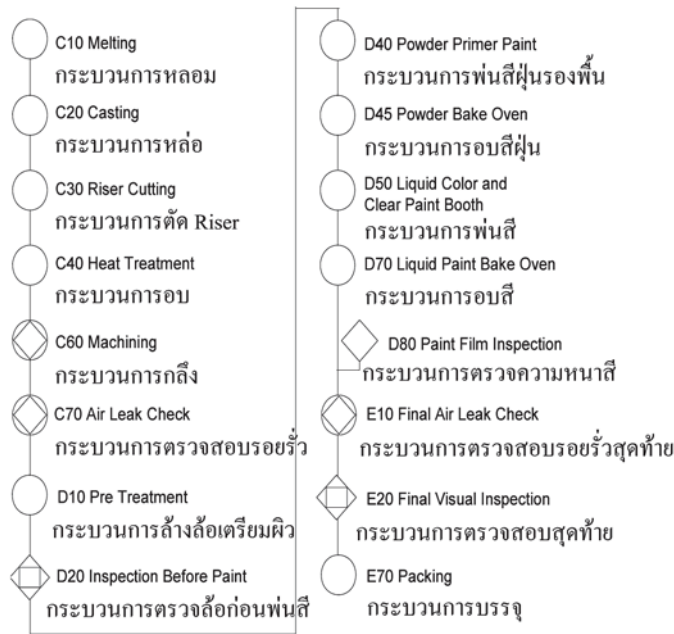 C10 Melting
กระบวนการหลอม
C20 Casting
กระบวนการหล่อ
C30 Riser Cutting
กระบวนการตัด Riser
C40 Heat Treatment
กระบวนการอบ
C60 Machining
กระบวนการกลึง
C70 Air Leak Check
กระบวนการตรวจสอบรอยรั่ว
D10 Pre Treatment
กระบวนการล้างล้อเตรียมผิว
D20 Inspection Before Paint
กระบวนการตรวจล้อก่อนพ่นสี
D40 Powder Primer Paint
กระบวนการพ่นสีฝุ่นรองพื้น
D45 Powder Bake Oven
กระบวนการอบสีฝุ่น
D50 Liquid Color and
Clear Paint Booth
กระบวนการพ่นสี
D70 Liquid Paint Bake Oven
กระบวนการอบสี
D80 Paint Film Inspection
กระบวนการตรวจความหนาสี
E10 Final Air Leak Check
กระบวนการตรวจสอบรอยรั่วสุดท้าย
E20 Final Visual Inspection
กระบวนการตรวจสอบสุดท้าย
E70 Packing
กระบวนการบรรจุ